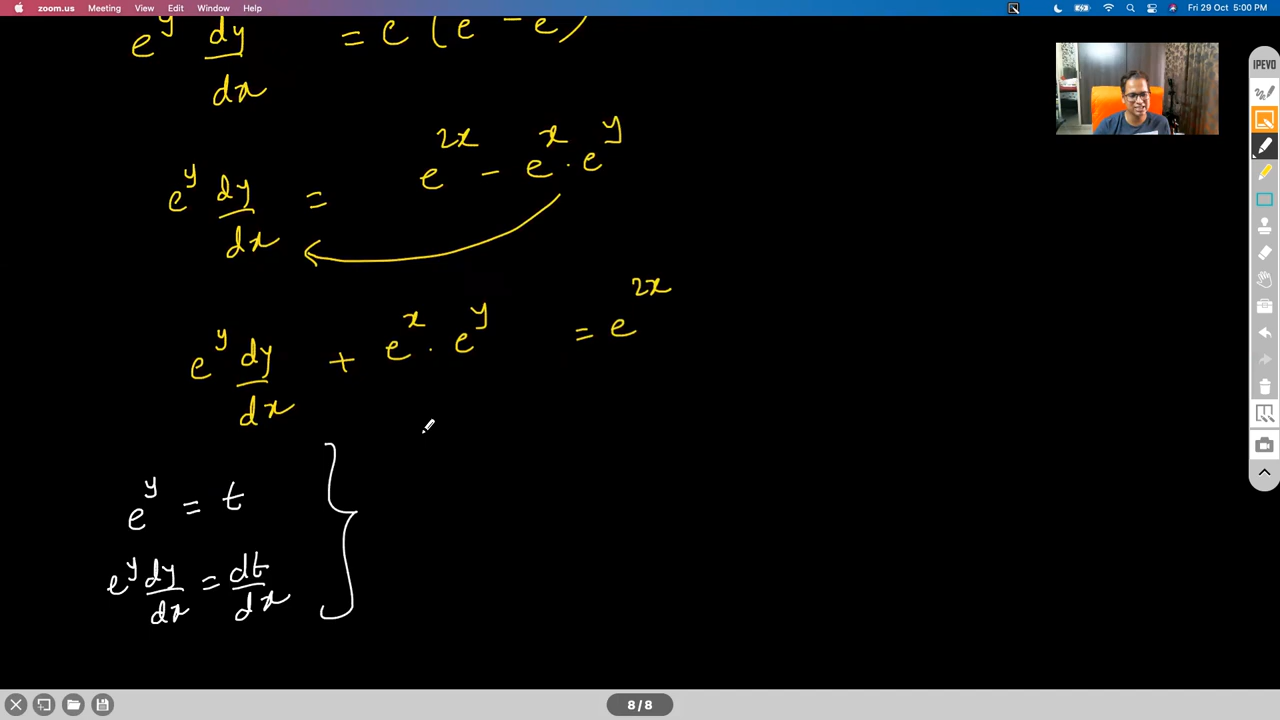 zoom.us Meeting View Edit Window Help Fri 29 Oct 5:00 PM
IPEVO
e^y dy/dx = e (e - e)
e^y dy/dx = e^2x - e^x . e^y
e^y dy/dx + e^x . e^y = e^2x
e^y = t
e^y dy/dx = dt/dx
8/8